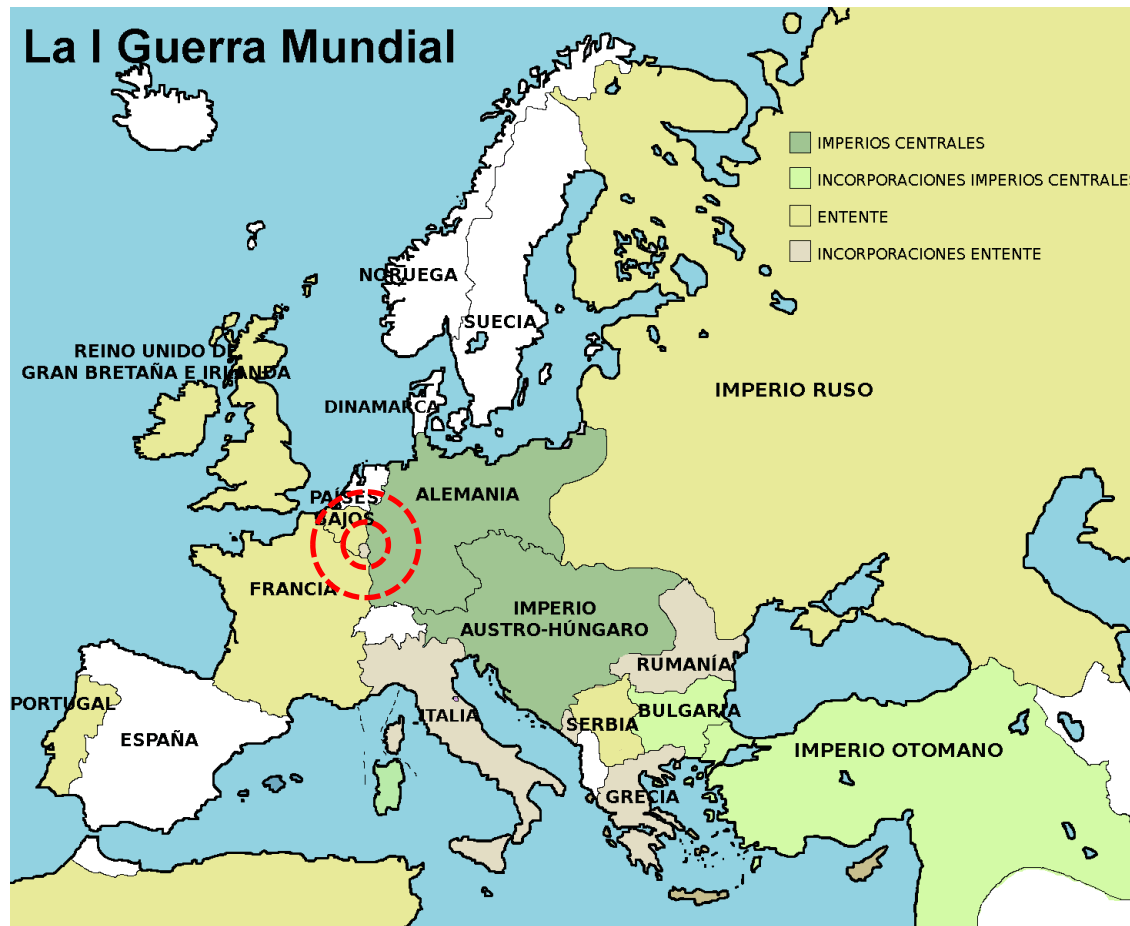 La I Guerra Mundial
IMPERIOS CENTRALES
INCORPORACIONES IMPERIOS CENTRALES
ENTENTE
INCORPORACIONES ENTENTE
NORUEGA
SUECIA
REINO UNIDO DE
GRAN BRETAÑA E IRLANDA
DINAMARCA
IMPERIO RUSO
PAÍSES
BAJOS
ALEMANIA
FRANCIA
IMPERIO
AUSTRO-HÚNGARO
RUMANÍA
PORTUGAL
ESPAÑA
ITALIA
SERBIA
BULGARIA
IMPERIO OTOMANO
GRECIA